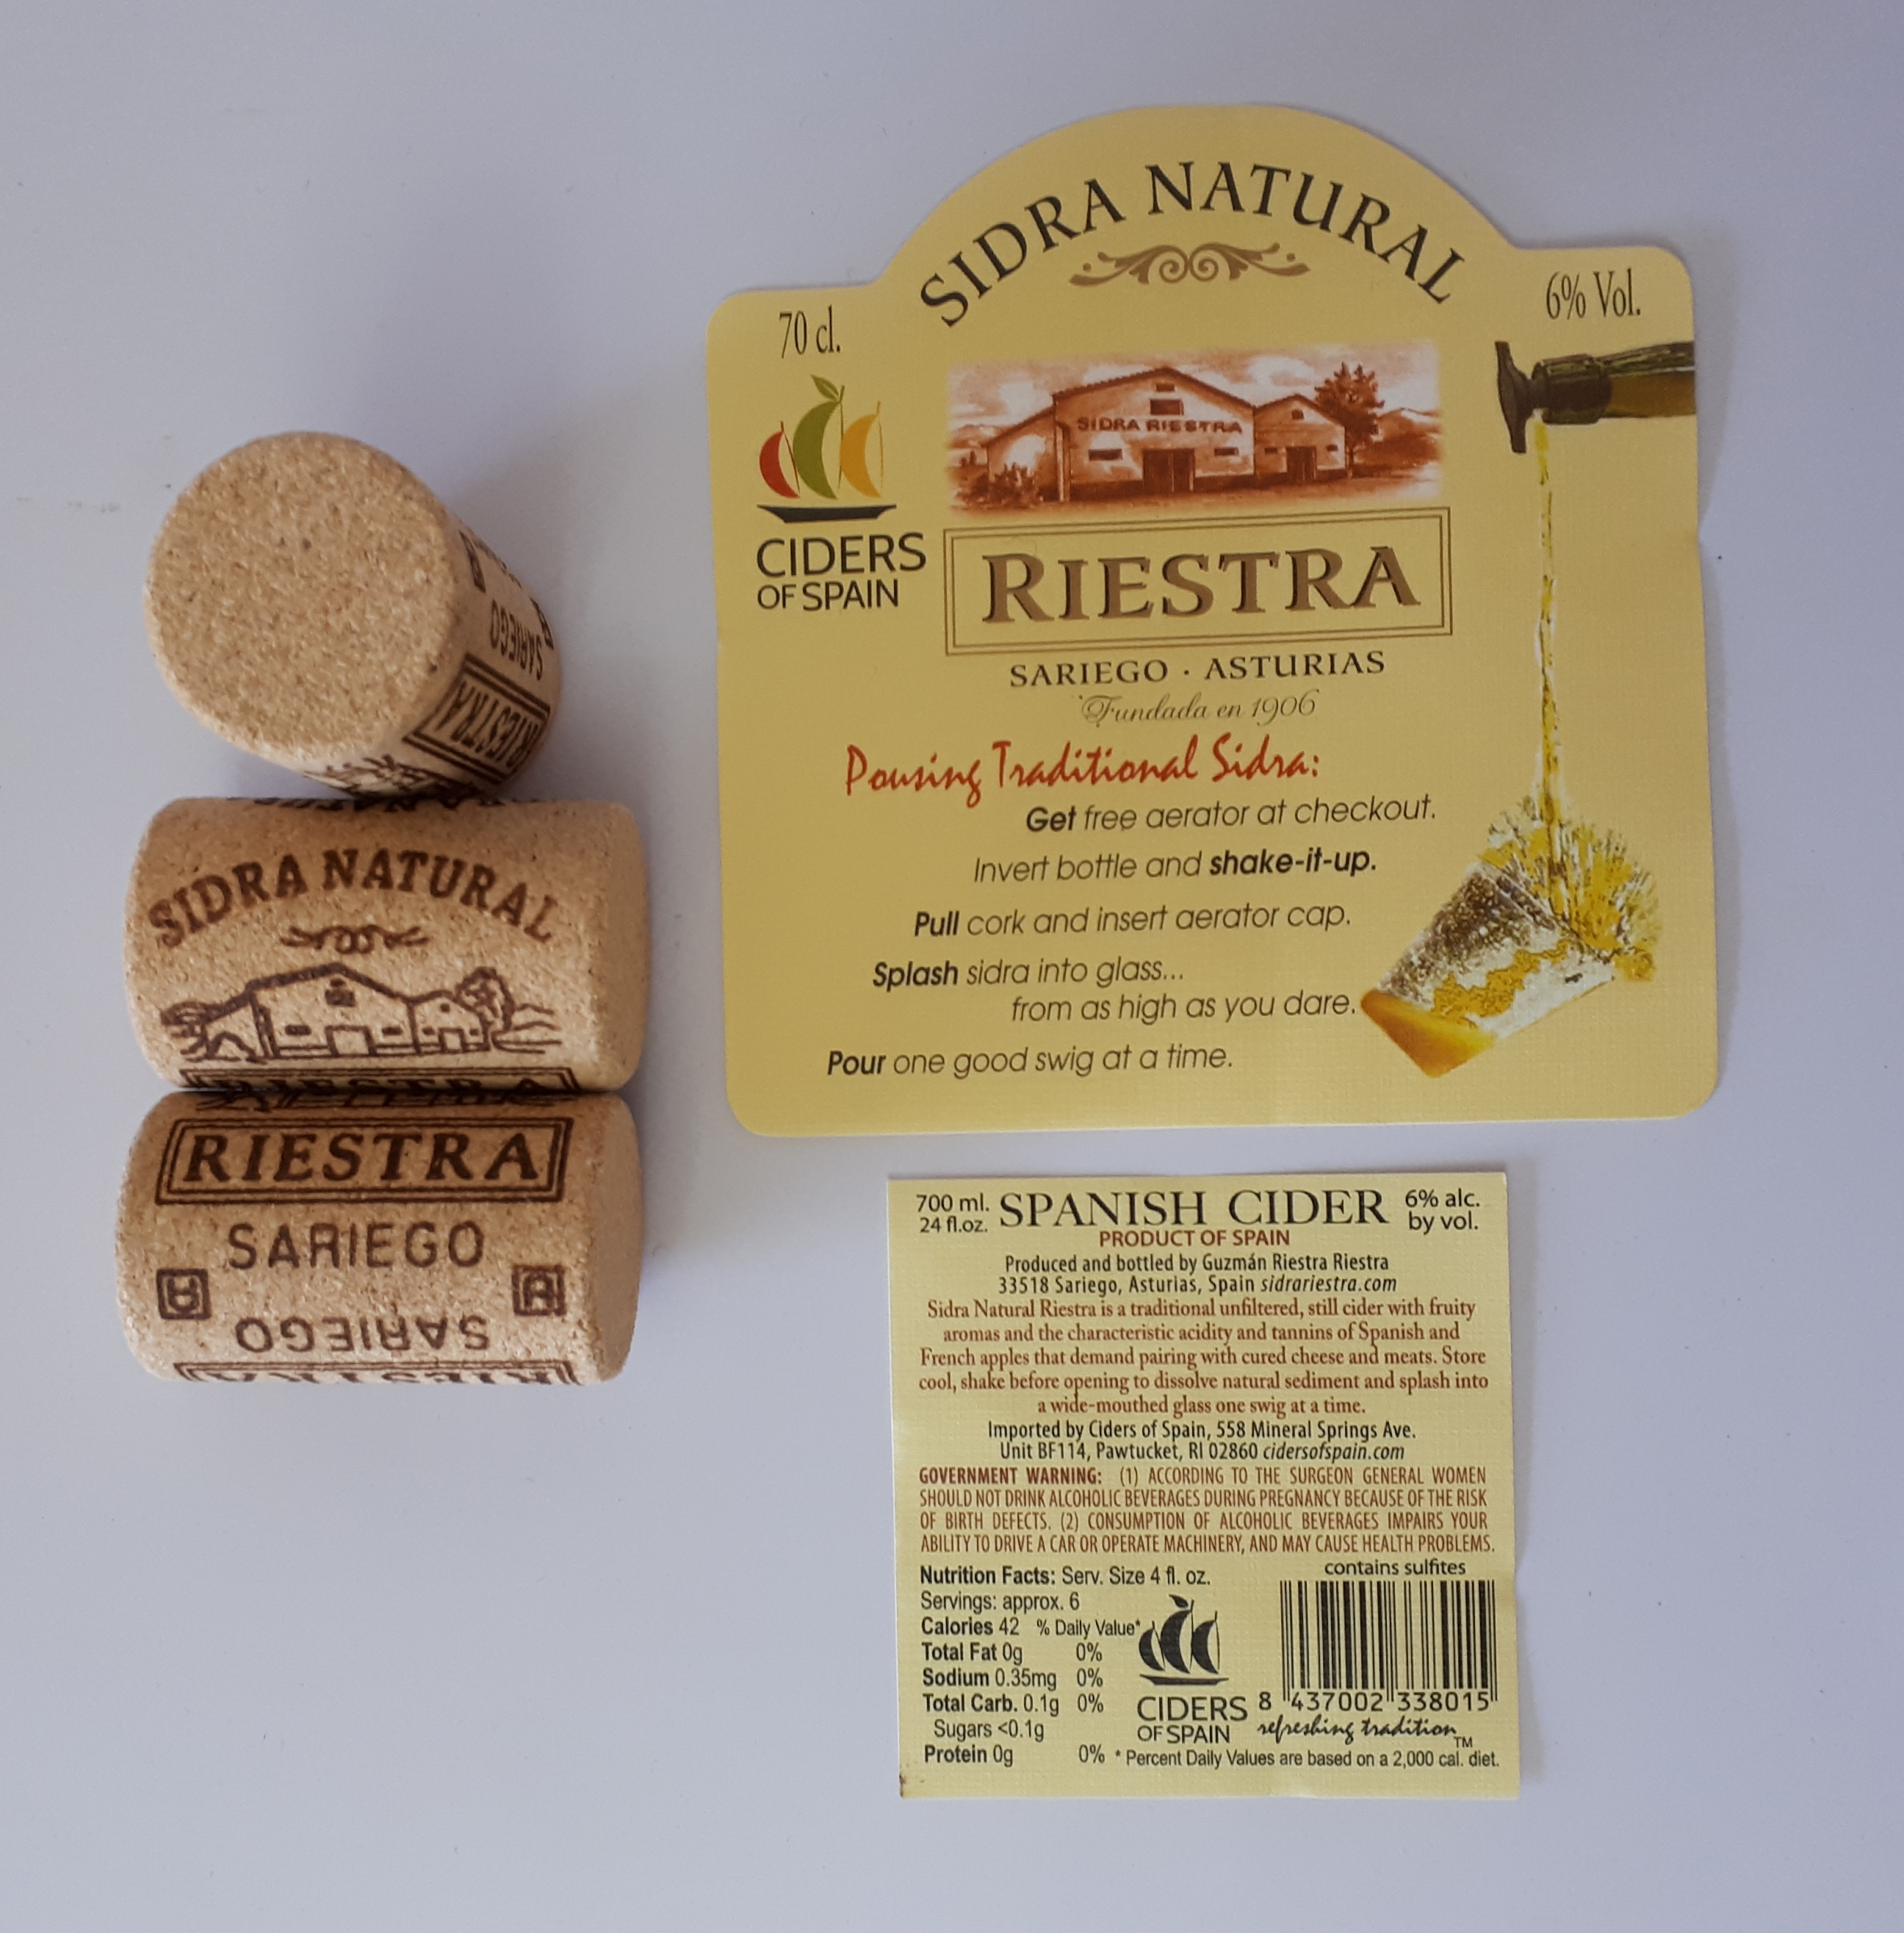 SIDRA NATURAL
70 cl.
6% Vol.
SIDRA RIESTRA
CIDERS
OF SPAIN
RIESTRA
SARIEGO · ASTURIAS
Fundada en 1906
Pouring Traditional Sidra:
Get free aerator at checkout.
Invert bottle and shake-it-up.
Pull cork and insert aerator cap.
Splash sidra into glass...
from as high as you dare.
Pour one good swig at a time.
SARIEGO
SARIEGO
RIESTRA
RIESTRA
SIDRA NATURAL
RIESTRA
RIESTRA
SARIEGO
SARIEGO
RIESTRA
700 ml.
24 fl.oz.
SPANISH CIDER
6% alc.
by vol.
PRODUCT OF SPAIN
Produced and bottled by Guzmán Riestra Riestra
33518 Sariego, Asturias, Spain sidrariestra.com
Sidra Natural Riestra is a traditional unfiltered, still cider with fruity
aromas and the characteristic acidity and tannins of Spanish and
French apples that demand pairing with cured cheese and meats. Store
cool, shake before opening to dissolve natural sediment and splash into
a wide-mouthed glass one swig at a time.
Imported by Ciders of Spain, 558 Mineral Springs Ave.
Unit BF114, Pawtucket, RI 02860 cidersofspain.com
GOVERNMENT WARNING: (1) ACCORDING TO THE SURGEON GENERAL WOMEN
SHOULD NOT DRINK ALCOHOLIC BEVERAGES DURING PREGNANCY BECAUSE OF THE RISK
OF BIRTH DEFECTS. (2) CONSUMPTION OF ALCOHOLIC BEVERAGES IMPAIRS YOUR
ABILITY TO DRIVE A CAR OR OPERATE MACHINERY, AND MAY CAUSE HEALTH PROBLEMS.
contains sulfites
Nutrition Facts: Serv. Size 4 fl. oz.
Servings: approx. 6
Calories 42 % Daily Value*
Total Fat 0g 0%
Sodium 0.35mg 0%
Total Carb. 0.1g 0%
Sugars <0.1g
Protein 0g 0%
CIDERS
OF SPAIN
8 437002 338015
refreshing tradition TM
* Percent Daily Values are based on a 2,000 cal. diet.